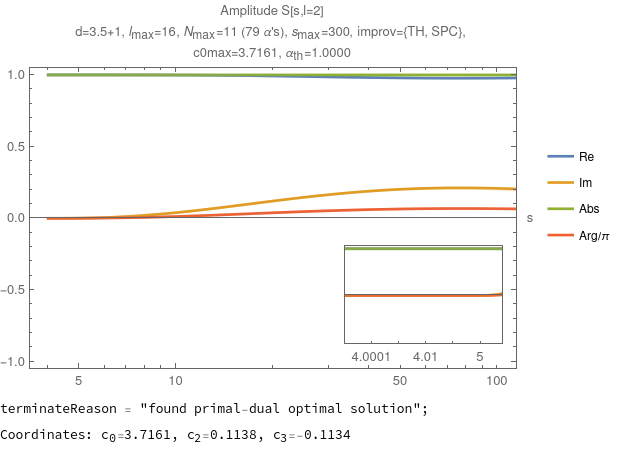 Amplitude S[s,l=2]
d=3.5+1, lmax=16, Nmax=11 (79 α's), smax=300, improv={TH, SPC},
c0max=3.7161, αth=1.0000
1.0
0.5
0.0
−0.5
−1.0
5
10
50
100
s
4.0001
4.01
5
Re
Im
Abs
Arg/π
terminateReason = "found primal-dual optimal solution";
Coordinates: c0=3.7161, c2=0.1138, c3=-0.1134